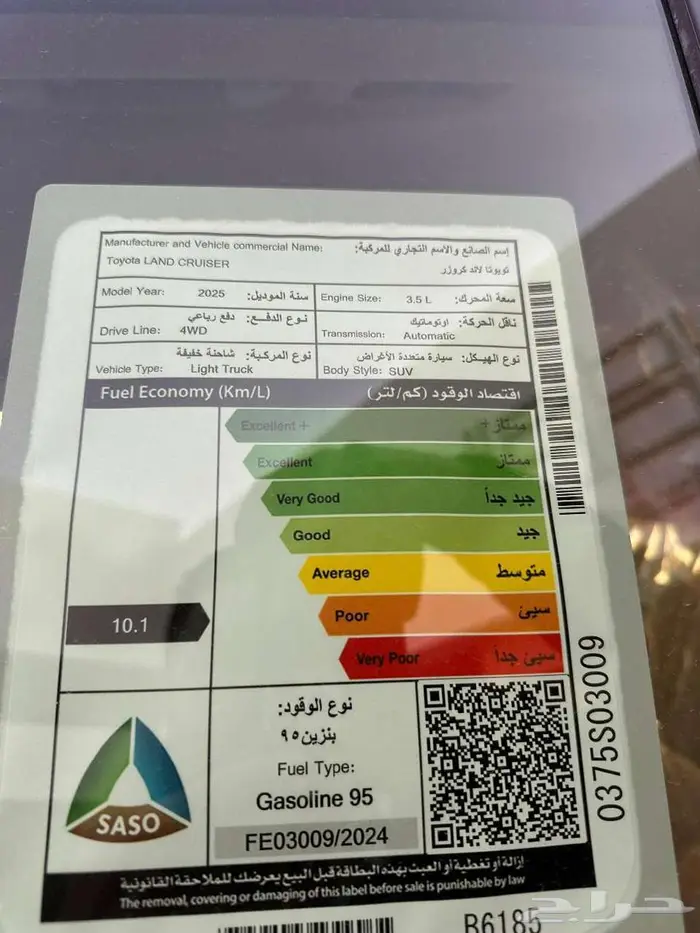 Manufacturer and Vehicle commercial Name: إسم الصانع والاسم التجاري للمركبة:
Toyota LAND CRUISER تويوتا لاند كروزر
Model Year: 2025 سنة الموديل:
Engine Size: 3.5 L سعة المحرك:
نوع الدفع: دفع رباعي
Drive Line: 4WD
ناقل الحركة: اوتوماتيك
Transmission: Automatic
نوع المركبة: شاحنة خفيفة
Vehicle Type: Light Truck
نوع الهيكل: سيارة متعددة الأغراض
Body Style: SUV
Fuel Economy (Km/L) اقتصاد الوقود (كم/لتر)
Excellent + ممتاز +
Excellent ممتاز
Very Good جيد جداً
Good جيد
Average متوسط
Poor سيئ
Very Poor سيئ جداً
10.1
SASO
نوع الوقود:
بنزين ٩٥
Fuel Type:
Gasoline 95
FE03009/2024
0375S03009
إزالة أو تغطية أو العبث بهذه البطاقة قبل البيع يعرضك للملاحقة القانونية
The removal, covering or damaging of this label before sale is punishable by law
B6185
حراج